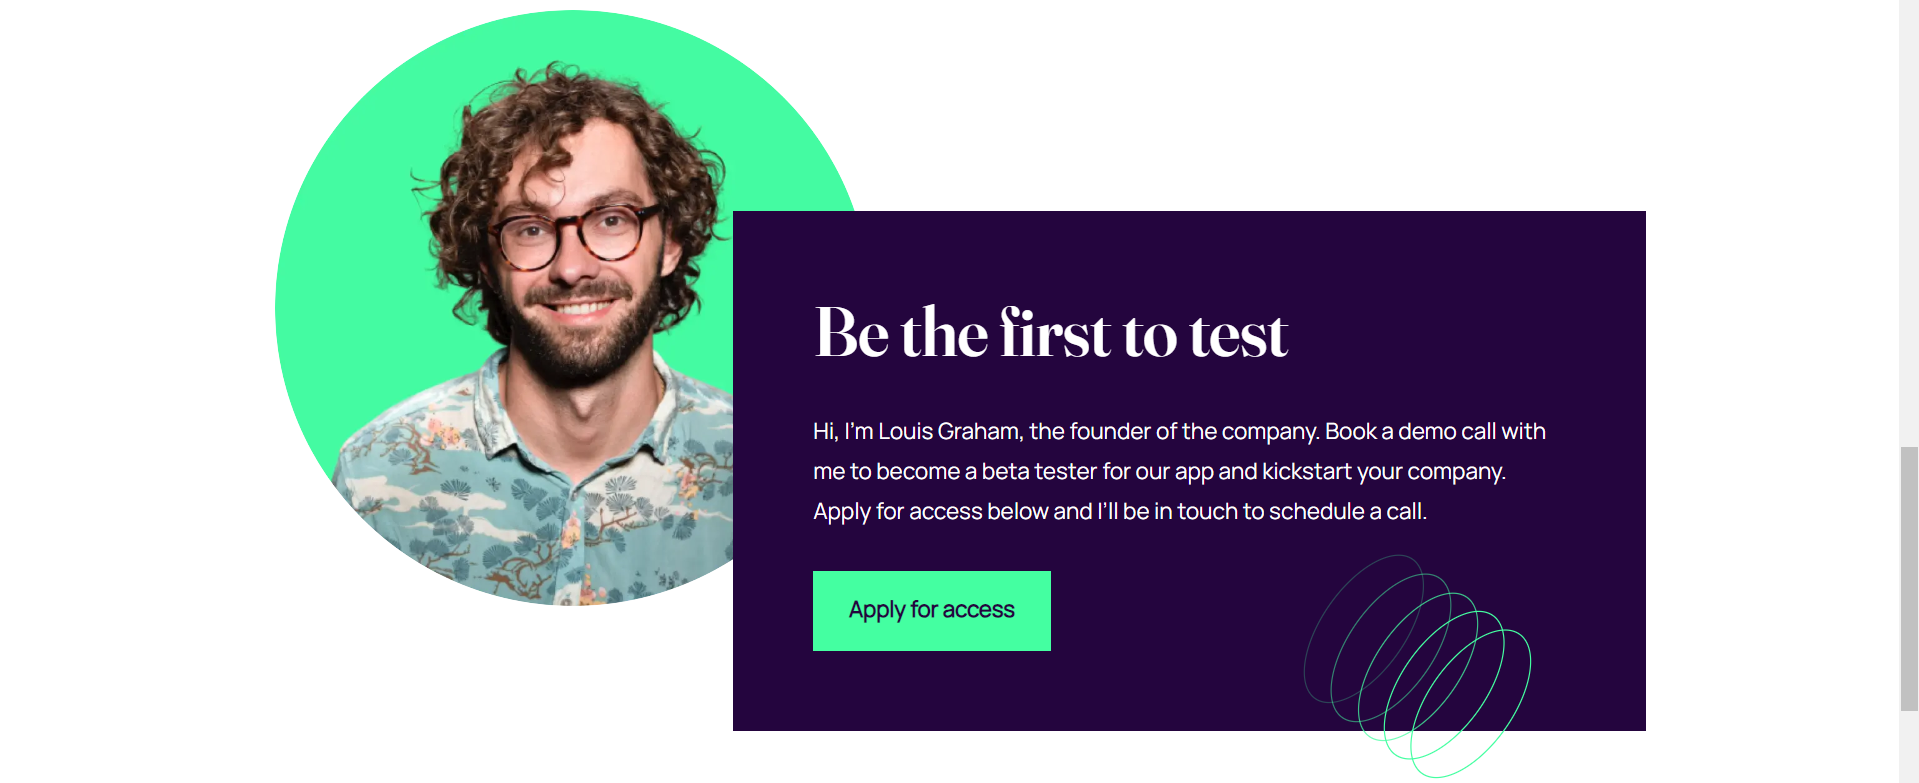 Be the first to test
Hi, I’m Louis Graham, the founder of the company. Book a demo call with
me to become a beta tester for our app and kickstart your company.
Apply for access below and I’ll be in touch to schedule a call.
Apply for access